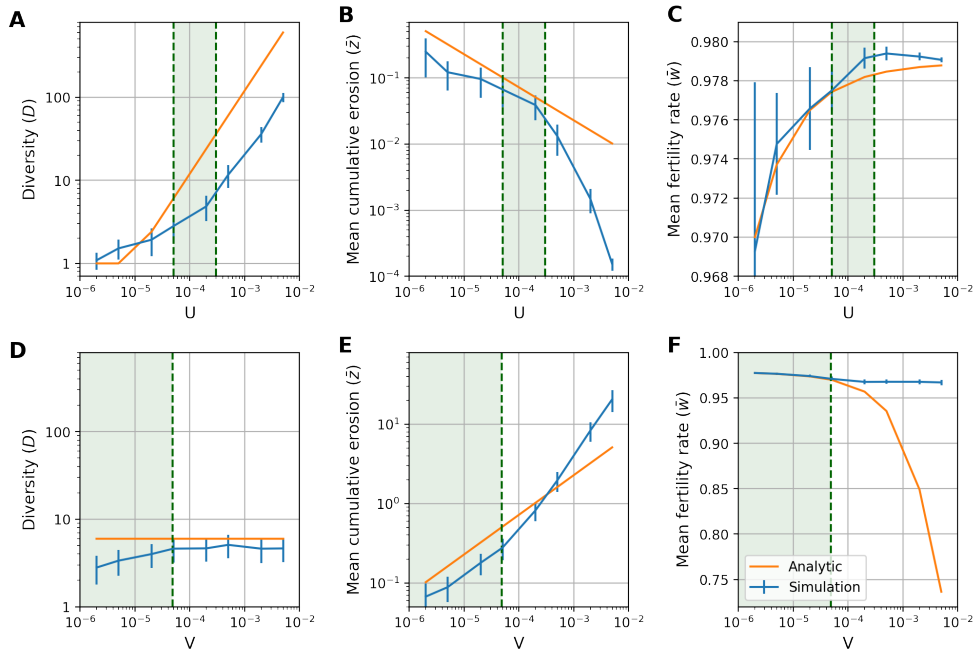 A
Diversity (D)
100
10
1
10⁻⁶ 10⁻⁵ 10⁻⁴ 10⁻³ 10⁻²
U
B
Mean cumulative erosion (z̄)
10⁻¹
10⁻²
10⁻³
10⁻⁴
10⁻⁶ 10⁻⁵ 10⁻⁴ 10⁻³ 10⁻²
U
C
Mean fertility rate (w̄)
0.980
0.978
0.976
0.974
0.972
0.970
0.968
10⁻⁶ 10⁻⁵ 10⁻⁴ 10⁻³ 10⁻²
U
D
Diversity (D)
100
10
1
10⁻⁶ 10⁻⁵ 10⁻⁴ 10⁻³ 10⁻²
V
E
Mean cumulative erosion (z̄)
10¹
10⁰
10⁻¹
10⁻⁶ 10⁻⁵ 10⁻⁴ 10⁻³ 10⁻²
V
F
Mean fertility rate (w̄)
1.00
0.95
0.90
0.85
0.80
0.75
Analytic
Simulation
10⁻⁶ 10⁻⁵ 10⁻⁴ 10⁻³ 10⁻²
V